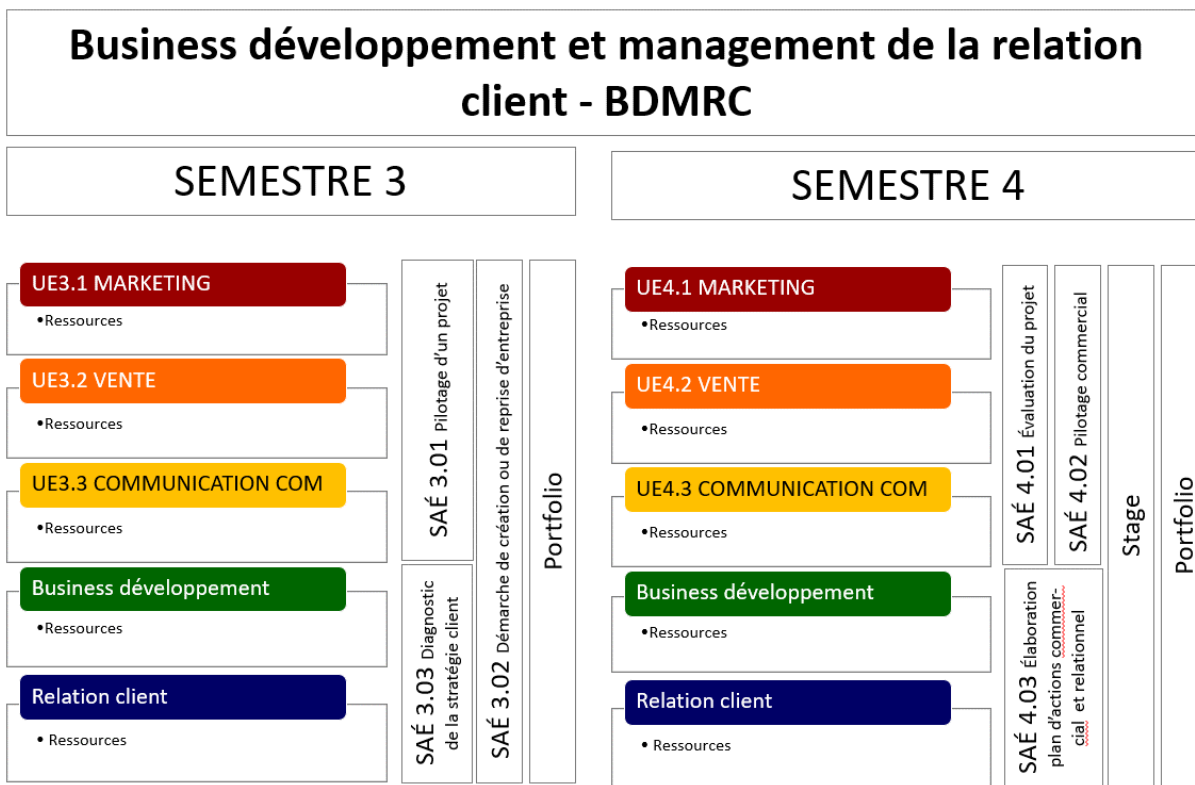 Business développement et management de la relation
client - BDMRC
SEMESTRE 3
UE3.1 MARKETING
•Ressources
UE3.2 VENTE
•Ressources
UE3.3 COMMUNICATION COM
•Ressources
Business développement
•Ressources
Relation client
• Ressources
SAÉ 3.01 Pilotage d'un projet
SAÉ 3.03 Diagnostic
de la stratégie client
SAÉ 3.02 Démarche de création ou de reprise d'entreprise
Portfolio
SEMESTRE 4
UE4.1 MARKETING
•Ressources
UE4.2 VENTE
•Ressources
UE4.3 COMMUNICATION COM
•Ressources
Business développement
•Ressources
Relation client
• Ressources
SAÉ 4.01 Évaluation du projet
SAÉ 4.02 Pilotage commercial
SAÉ 4.03 Élaboration
plan d'actions commer-
cial et relationnel
Stage
Portfolio